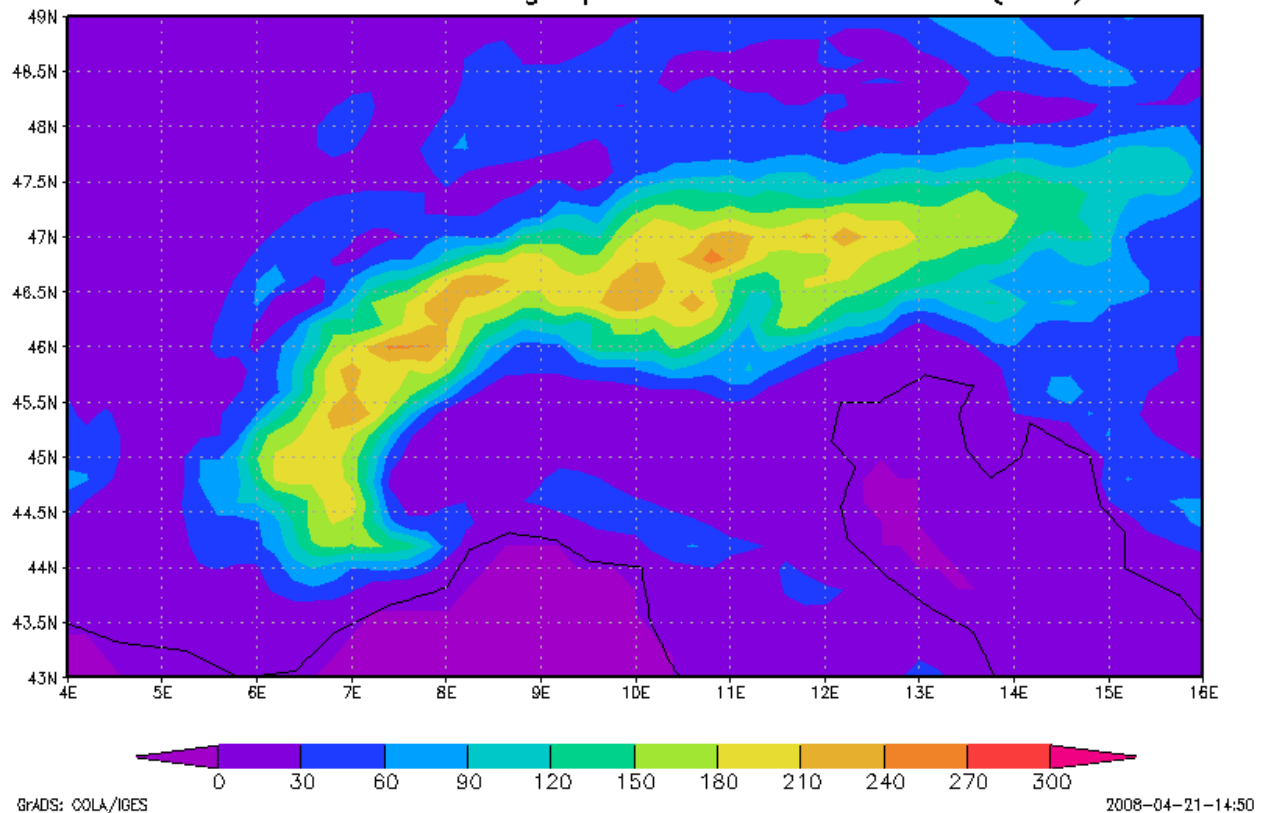 49N
48.5N
48N
47.5N
47N
46.5N
46N
45.5N
45N
44.5N
44N
43.5N
43N
4E 5E 6E 7E 8E 9E 10E 11E 12E 13E 14E 15E 16E
0 30 60 90 120 150 180 210 240 270 300
GrADS: COLA/IGES
2008-04-21-14:50